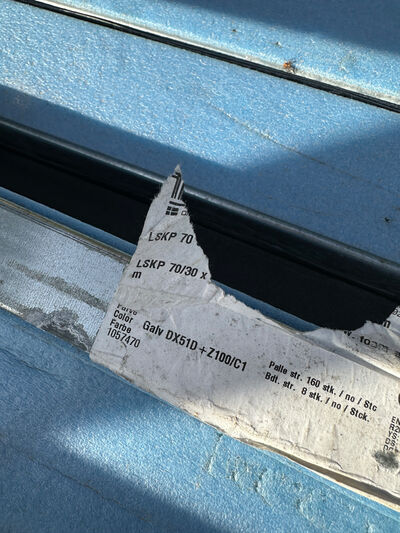 LSKP 70
LSKP 70/30 x
m
Farve
Color
Farbe
1057470
Galv DX51D +Z100/C1
Palle str. 160 stk. / no / Stc
Bdt. str. 8 stk. / no / Stck.
EN